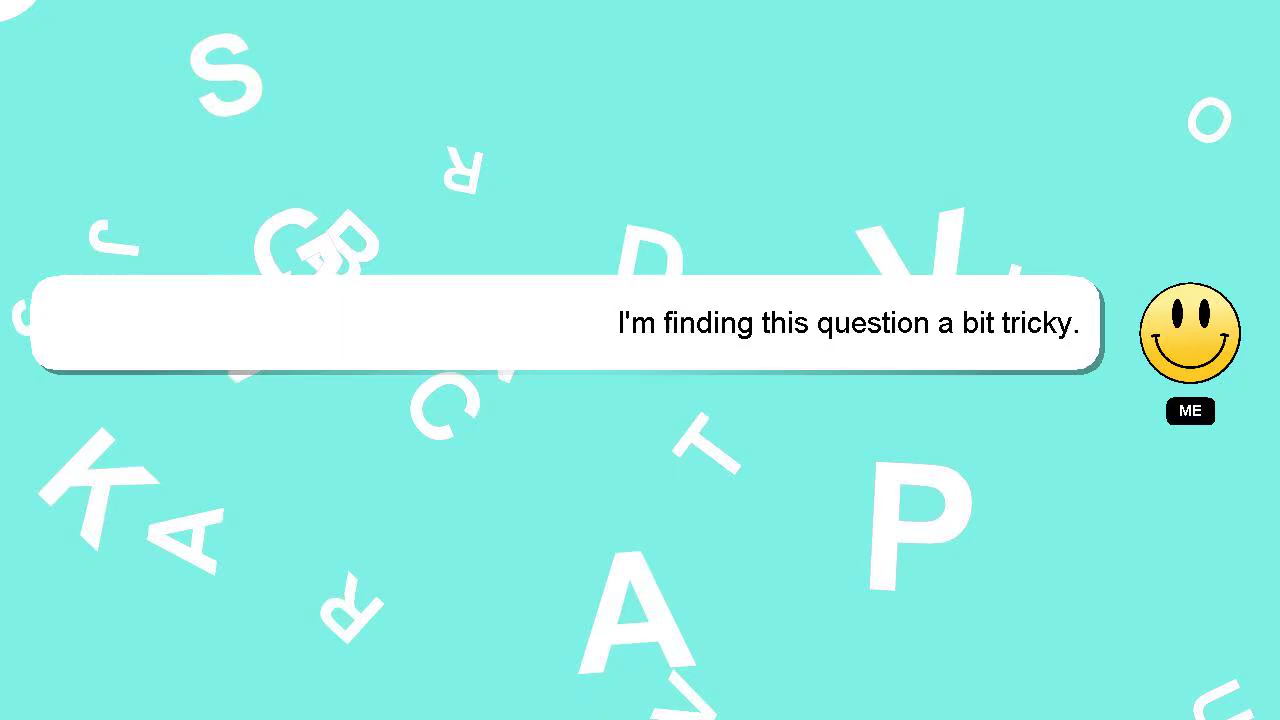 S
O
R
J
G
B
D
V
I'm finding this question a bit tricky.
ME
C
T
K
P
A
R
A
U